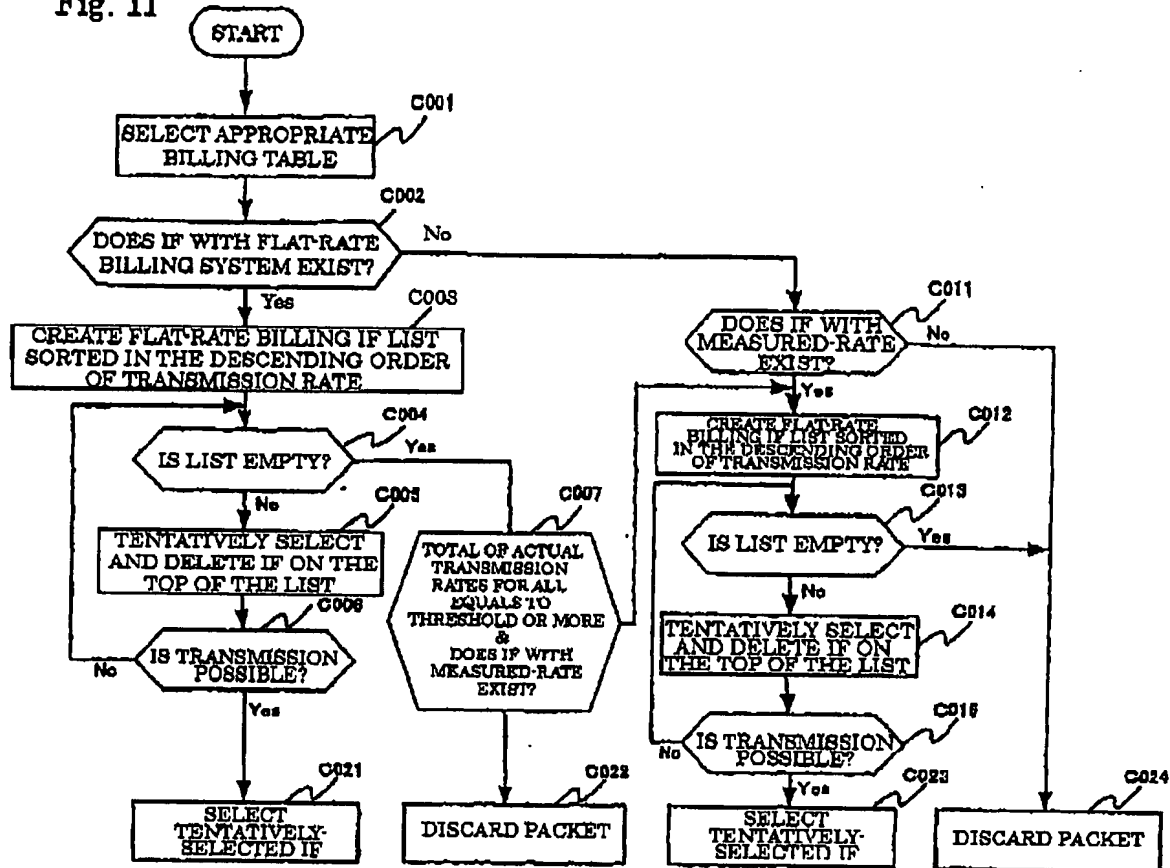 Fig. 11
START
C001
SELECT APPROPRIATE
BILLING TABLE
C002
DOES IF WITH FLAT-RATE
BILLING SYSTEM EXIST?
No
Yes
C003
CREATE FLAT-RATE BILLING IF LIST
SORTED IN THE DESCENDING ORDER
OF TRANSMISSION RATE
C004
IS LIST EMPTY?
Yes
No
C005
TENTATIVELY SELECT
AND DELETE IF ON THE
TOP OF THE LIST
C006
IS TRANSMISSION
POSSIBLE?
No
Yes
C021
SELECT
TENTATIVELY-
SELECTED IF
C007
TOTAL OF ACTUAL
TRANSMISSION
RATES FOR ALL
EQUALS TO
THRESHOLD OR MORE
&
DOES IF WITH
MEASURED-RATE
EXIST?
C022
DISCARD PACKET
C011
DOES IF WITH
MEASURED-RATE
EXIST?
No
Yes
C012
CREATE FLAT-RATE
BILLING IF LIST SORTED
IN THE DESCENDING ORDER
OF TRANSMISSION RATE
C013
IS LIST EMPTY?
Yes
No
C014
TENTATIVELY SELECT
AND DELETE IF ON
THE TOP OF THE LIST
C015
IS TRANSMISSION
POSSIBLE?
No
Yes
C023
SELECT
TENTATIVELY-
SELECTED IF
C024
DISCARD PACKET